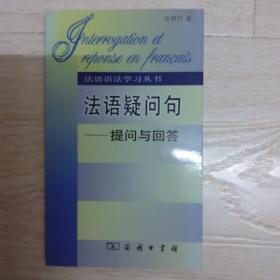 Interrogation et
réponse en français
法语语法学习丛书
法语疑问句
——提问与回答
商务印书馆